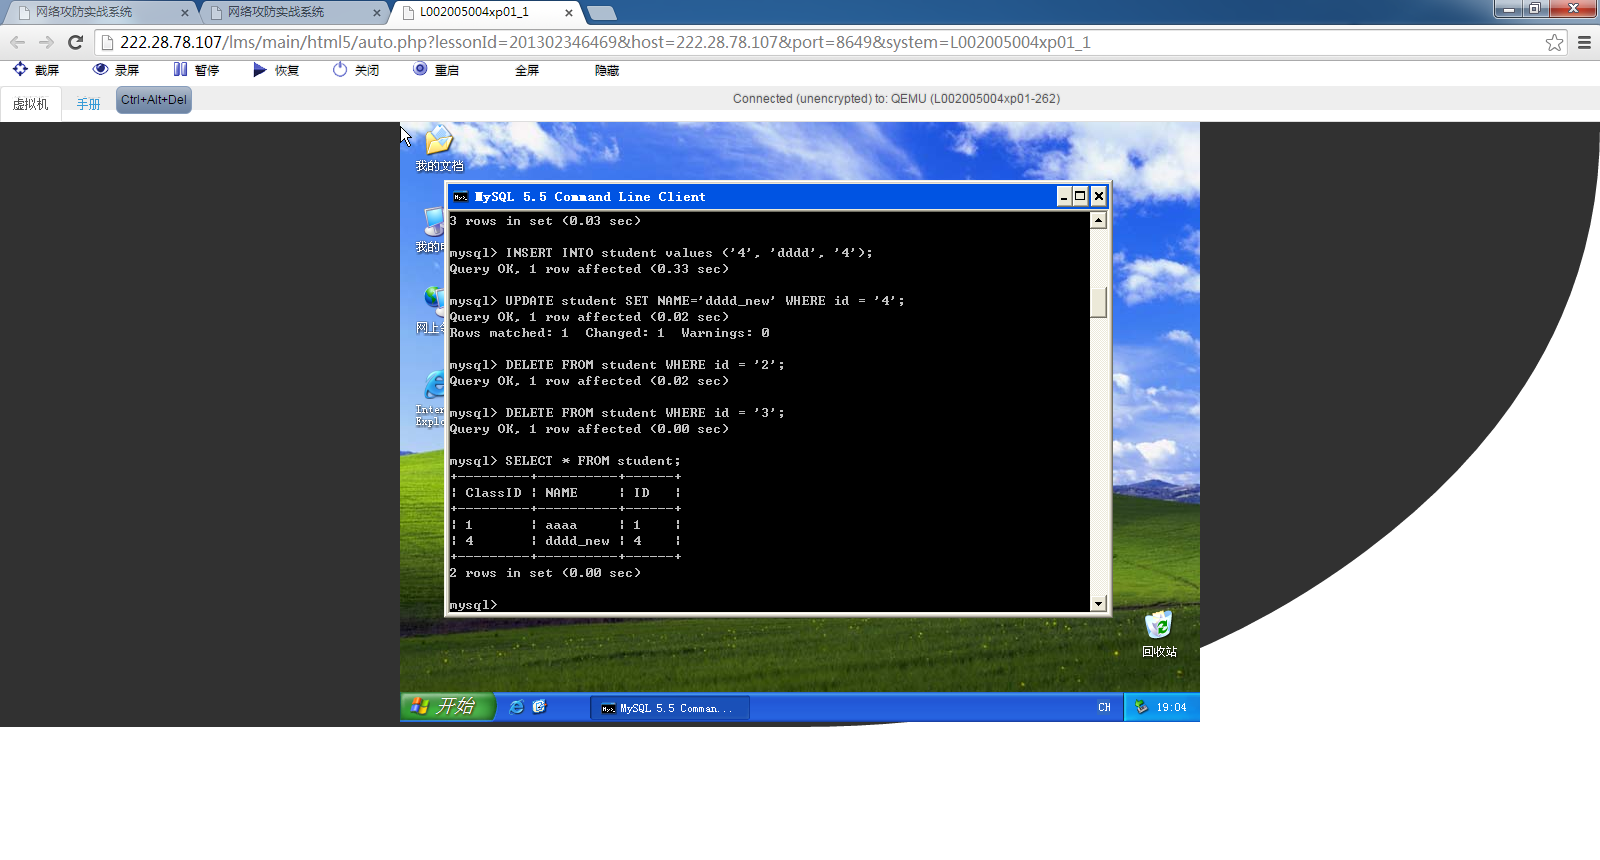 网络攻防实战系统
网络攻防实战系统
L002005004xp01_1
222.28.78.107/lms/main/html5/auto.php?lessonId=201302346469&host=222.28.78.107&port=8649&system=L002005004xp01_1
截屏 录屏 暂停 恢复 关闭 重启 全屏 隐藏
虚拟机 手册 Ctrl+Alt+Del
Connected (unencrypted) to: QEMU (L002005004xp01-262)
我的文档
我的
网上
Inter
Explo
MySQL 5.5 Command Line Client
3 rows in set (0.03 sec)
mysql> INSERT INTO student values ('4', 'dddd', '4');
Query OK, 1 row affected (0.33 sec)
mysql> UPDATE student SET NAME='dddd_new' WHERE id = '4';
Query OK, 1 row affected (0.02 sec)
Rows matched: 1  Changed: 1  Warnings: 0
mysql> DELETE FROM student WHERE id = '2';
Query OK, 1 row affected (0.02 sec)
mysql> DELETE FROM student WHERE id = '3';
Query OK, 1 row affected (0.00 sec)
mysql> SELECT * FROM student;
+---------+----------+------+
| ClassID | NAME     | ID   |
+---------+----------+------+
| 1       | aaaa     | 1    |
| 4       | dddd_new | 4    |
+---------+----------+------+
2 rows in set (0.00 sec)
mysql>
回收站
开始
MySQL 5.5 Comman...
CH
19:04